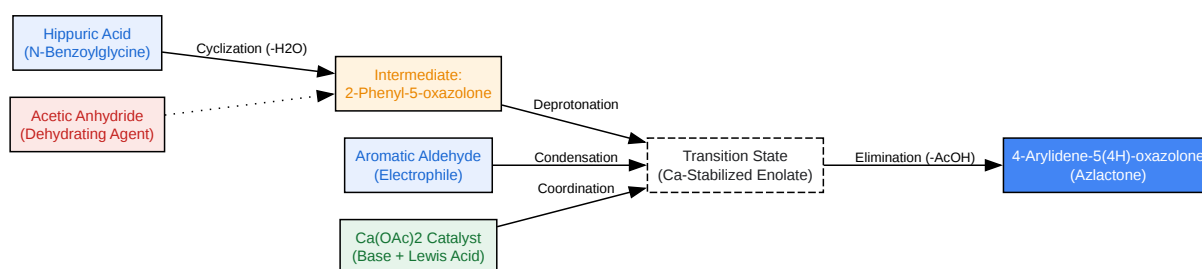 Hippuric Acid
(N-Benzoylglycine)
Cyclization (-H2O)
Acetic Anhydride
(Dehydrating Agent)
Intermediate:
2-Phenyl-5-oxazolone
Deprotonation
Aromatic Aldehyde
(Electrophile)
Condensation
Coordination
Ca(OAc)2 Catalyst
(Base + Lewis Acid)
Transition State
(Ca-Stabilized Enolate)
Elimination (-AcOH)
4-Arylidene-5(4H)-oxazolone
(Azlactone)